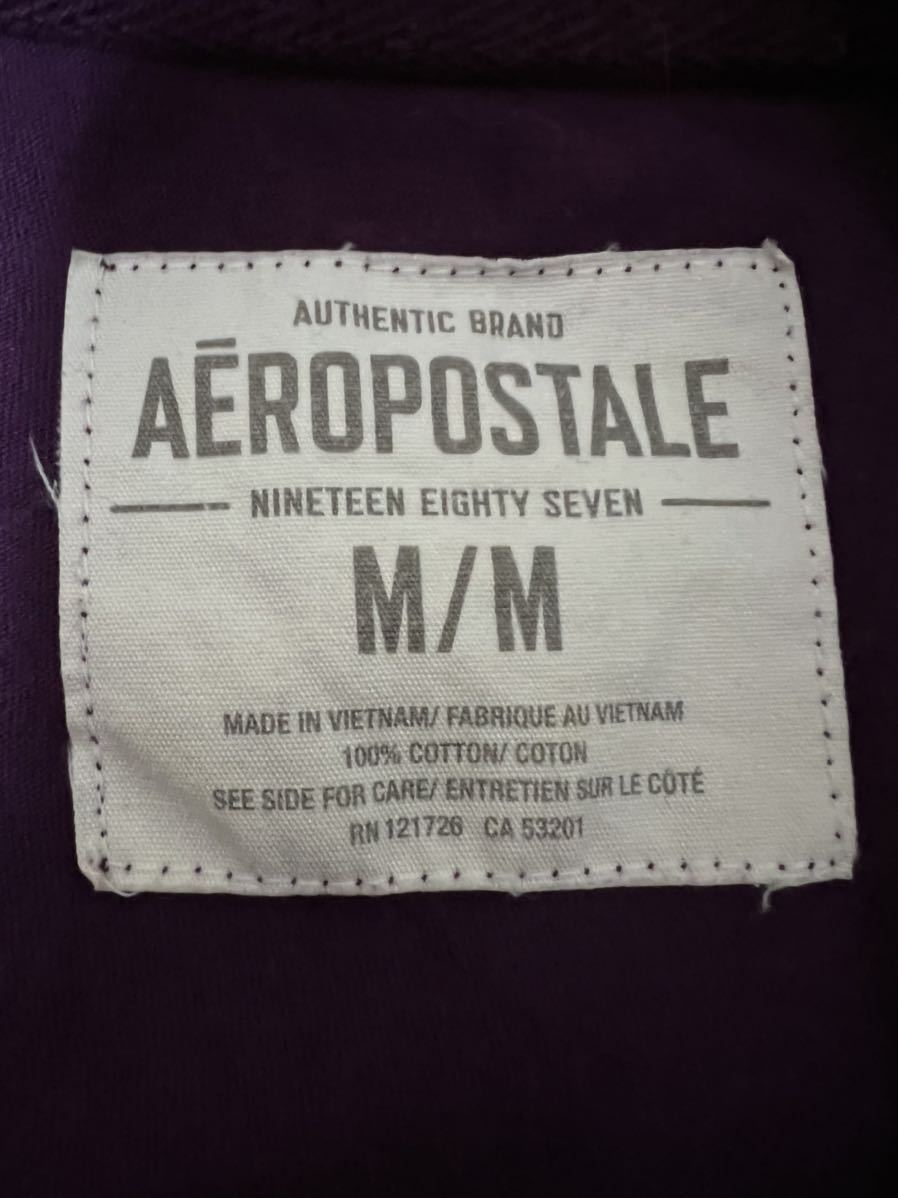 AUTHENTIC BRAND
AĒROPOSTALE
NINETEEN EIGHTY SEVEN
M/M
MADE IN VIETNAM/ FABRIQUE AU VIETNAM
100% COTTON/ COTON
SEE SIDE FOR CARE/ ENTRETIEN SUR LE CÔTÉ
RN 121726 CA 53201